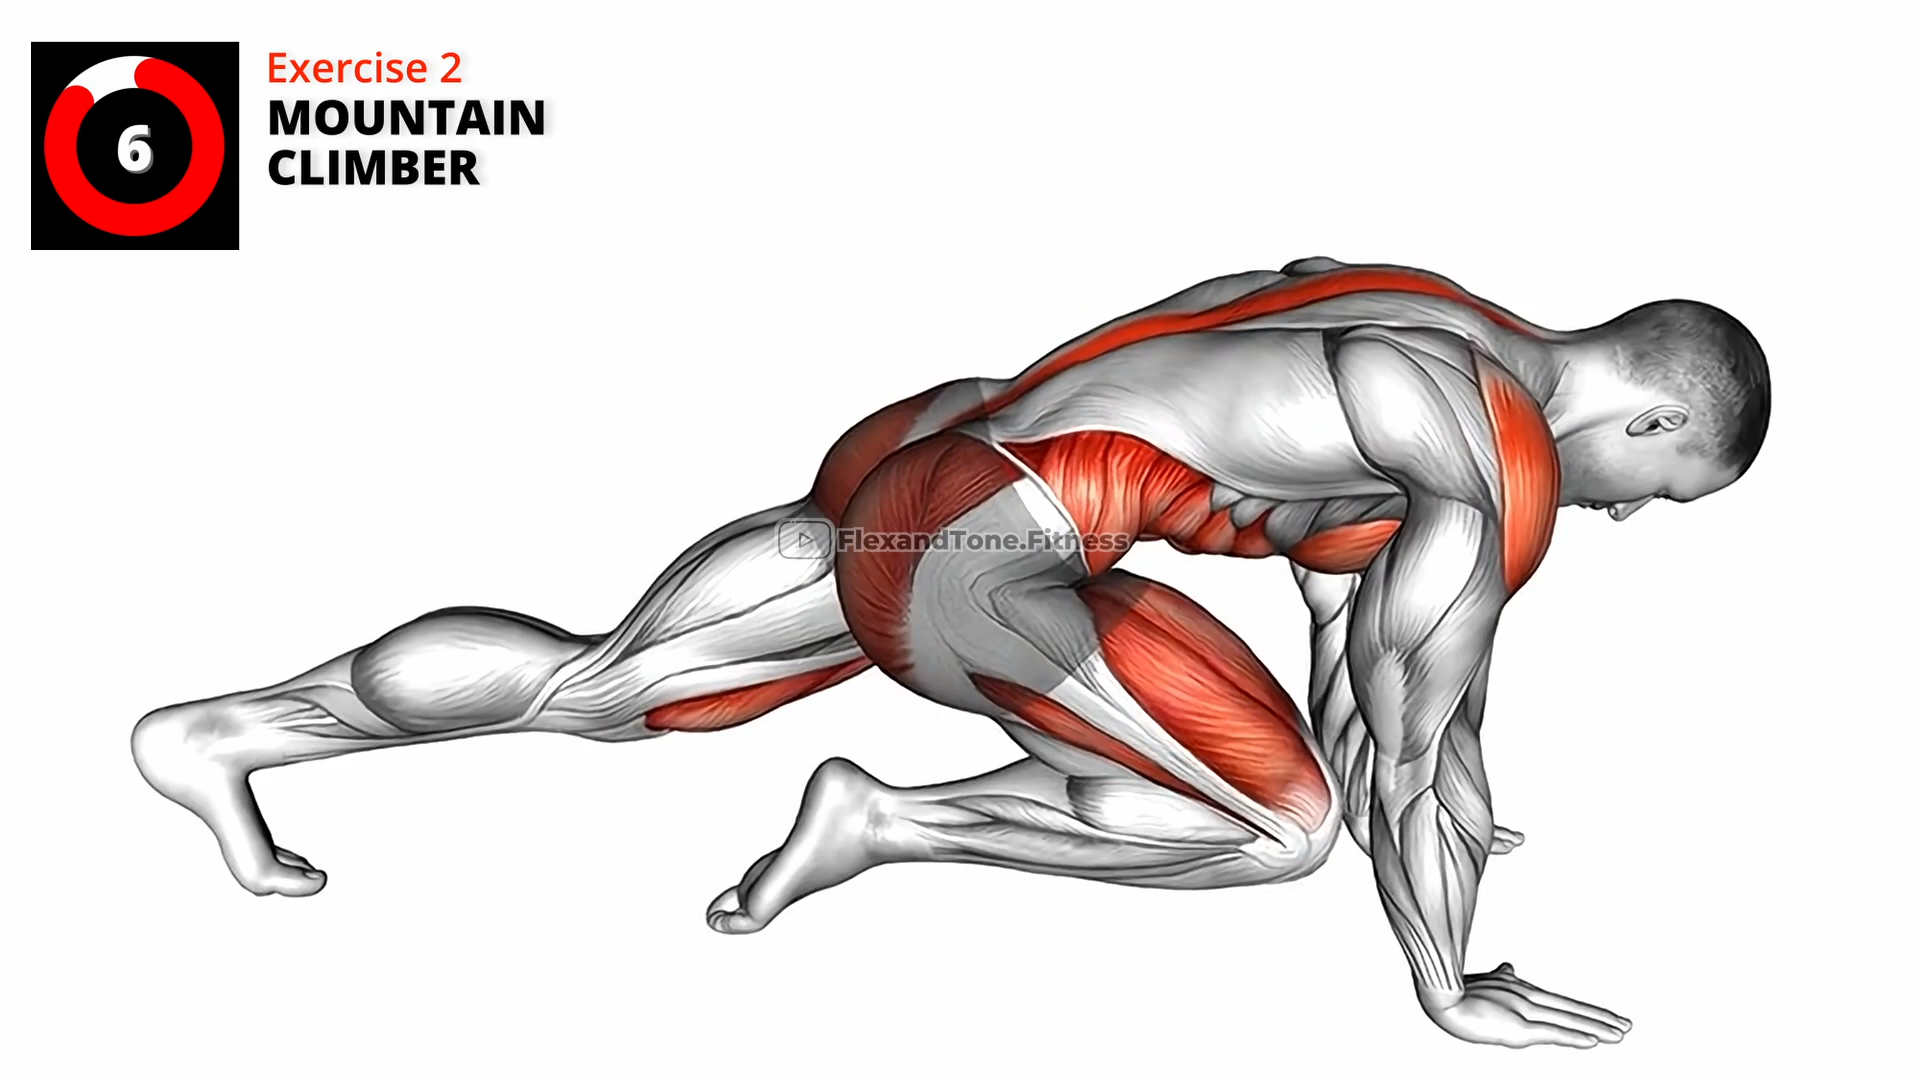 Exercise 2
MOUNTAIN
CLIMBER
6
FlexandTone.Fitness